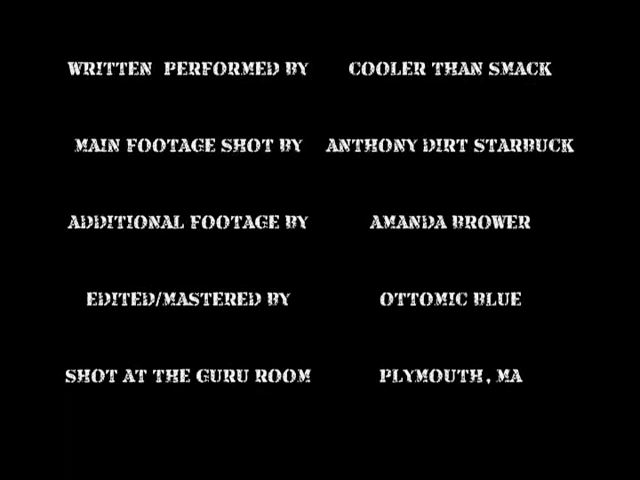 WRITTEN PERFORMED BY COOLER THAN SMACK
MAIN FOOTAGE SHOT BY ANTHONY DIRT STARBUCK
ADDITIONAL FOOTAGE BY AMANDA BROWER
EDITED/MASTERED BY OTTOMIC BLUE
SHOT AT THE GURU ROOM PLYMOUTH, MA